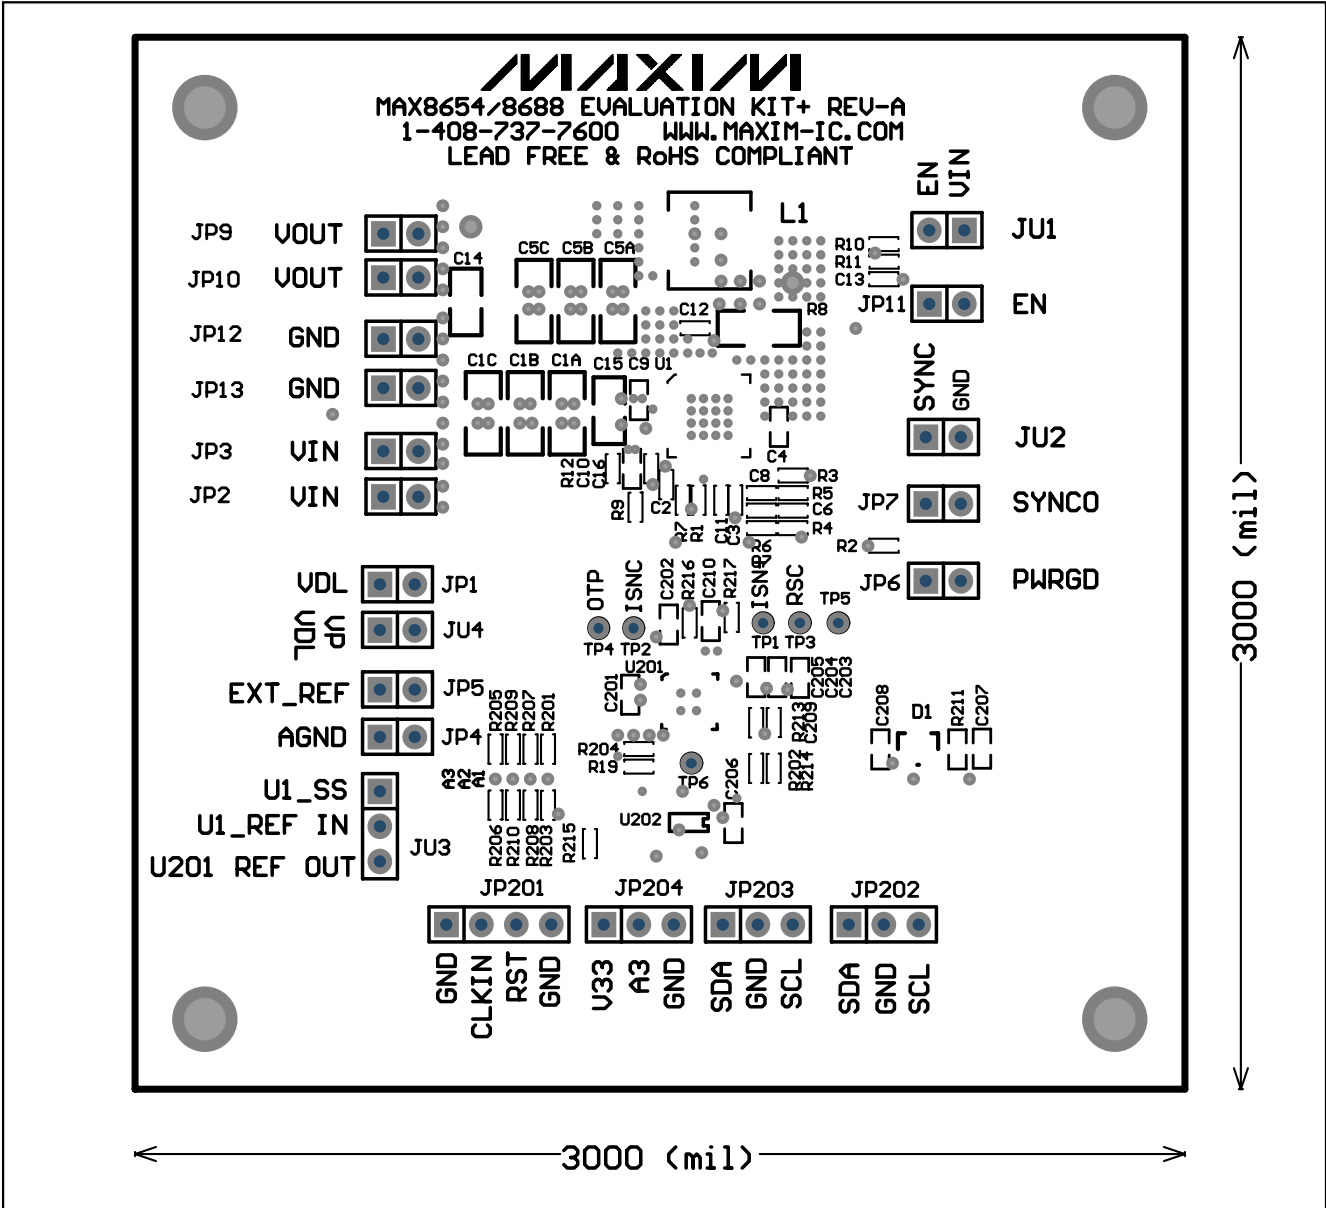 MAXIM
MAX8654/8688 EVALUATION KIT+ REV-A
1-408-737-7600 WWW.MAXIM-IC.COM
LEAD FREE & RoHS COMPLIANT
EN
VIN
JP9 VOUT
L1
JU1
C14
C5C C5B C5A
R10
R11
C13
JP10 VOUT
JP11
EN
C12
R8
JP12 GND
C1C C1B C1A C15 C9 U1
SYNC
GND
JP13 GND
JU2
JP3 VIN
C4
R12
C10
C16
C8 R3
JP2 VIN
R9
C2
R7
R1
C11
C3
R5
C6
R4
R6
JP7 SYNCO
R2
JP6 PWRGD
VDL JP1
OTP
ISNC
C202
R216
C210
R217
RSC
TP5
VDL
VP
JU4
TP4 TP2
TP1 TP3
U201
EXT_REF JP5
C201
C205
C204
C203
R205
R209
R207
R201
R213
C209
C208
D1
R211
C207
AGND JP4
R204
R19
A3
A2
A1
TP6
C206
R202
R214
U1_SS
U1_REF IN
JU3
U201 REF OUT
U202
R206
R210
R208
R203
R215
JP201 JP204 JP203 JP202
GND
CLKIN
RST
GND
V33
A3
GND
SDA
GND
SCL
SDA
GND
SCL
3000 (mil)
3000 (mil)